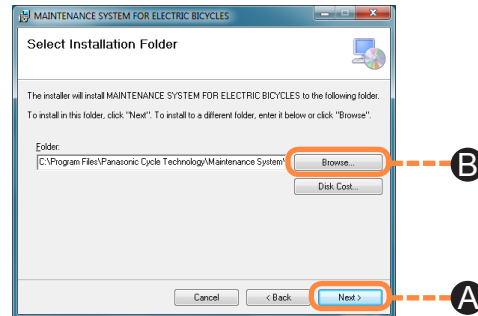 MAINTENANCE SYSTEM FOR ELECTRIC BICYCLES
Select Installation Folder
The installer will install MAINTENANCE SYSTEM FOR ELECTRIC BICYCLES to the following folder.
To install in this folder, click "Next". To install to a different folder, enter it below or click "Browse".
Folder:
C:\Program Files\Panasonic Cycle Technology\Maintenance System\
Browse...
B
Disk Cost...
Cancel
< Back
Next >
A